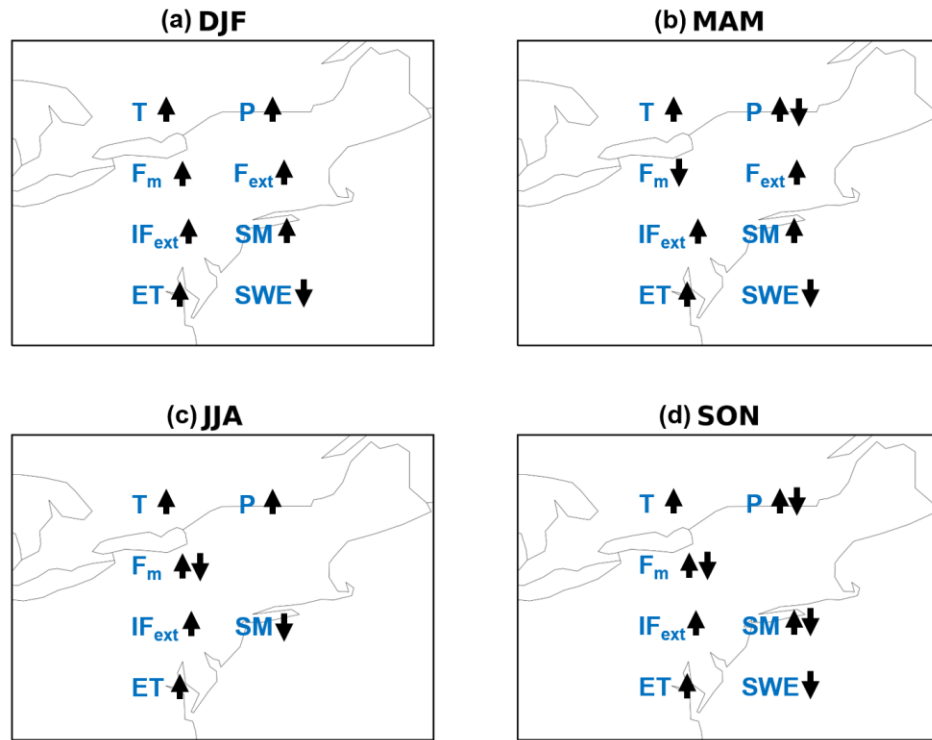 (a) DJF
T P
Fm Fext
IFext SM
ET SWE
(b) MAM
T P
Fm Fext
IFext SM
ET SWE
(c) JJA
T P
Fm
IFext SM
ET
(d) SON
T P
Fm
IFext SM
ET SWE